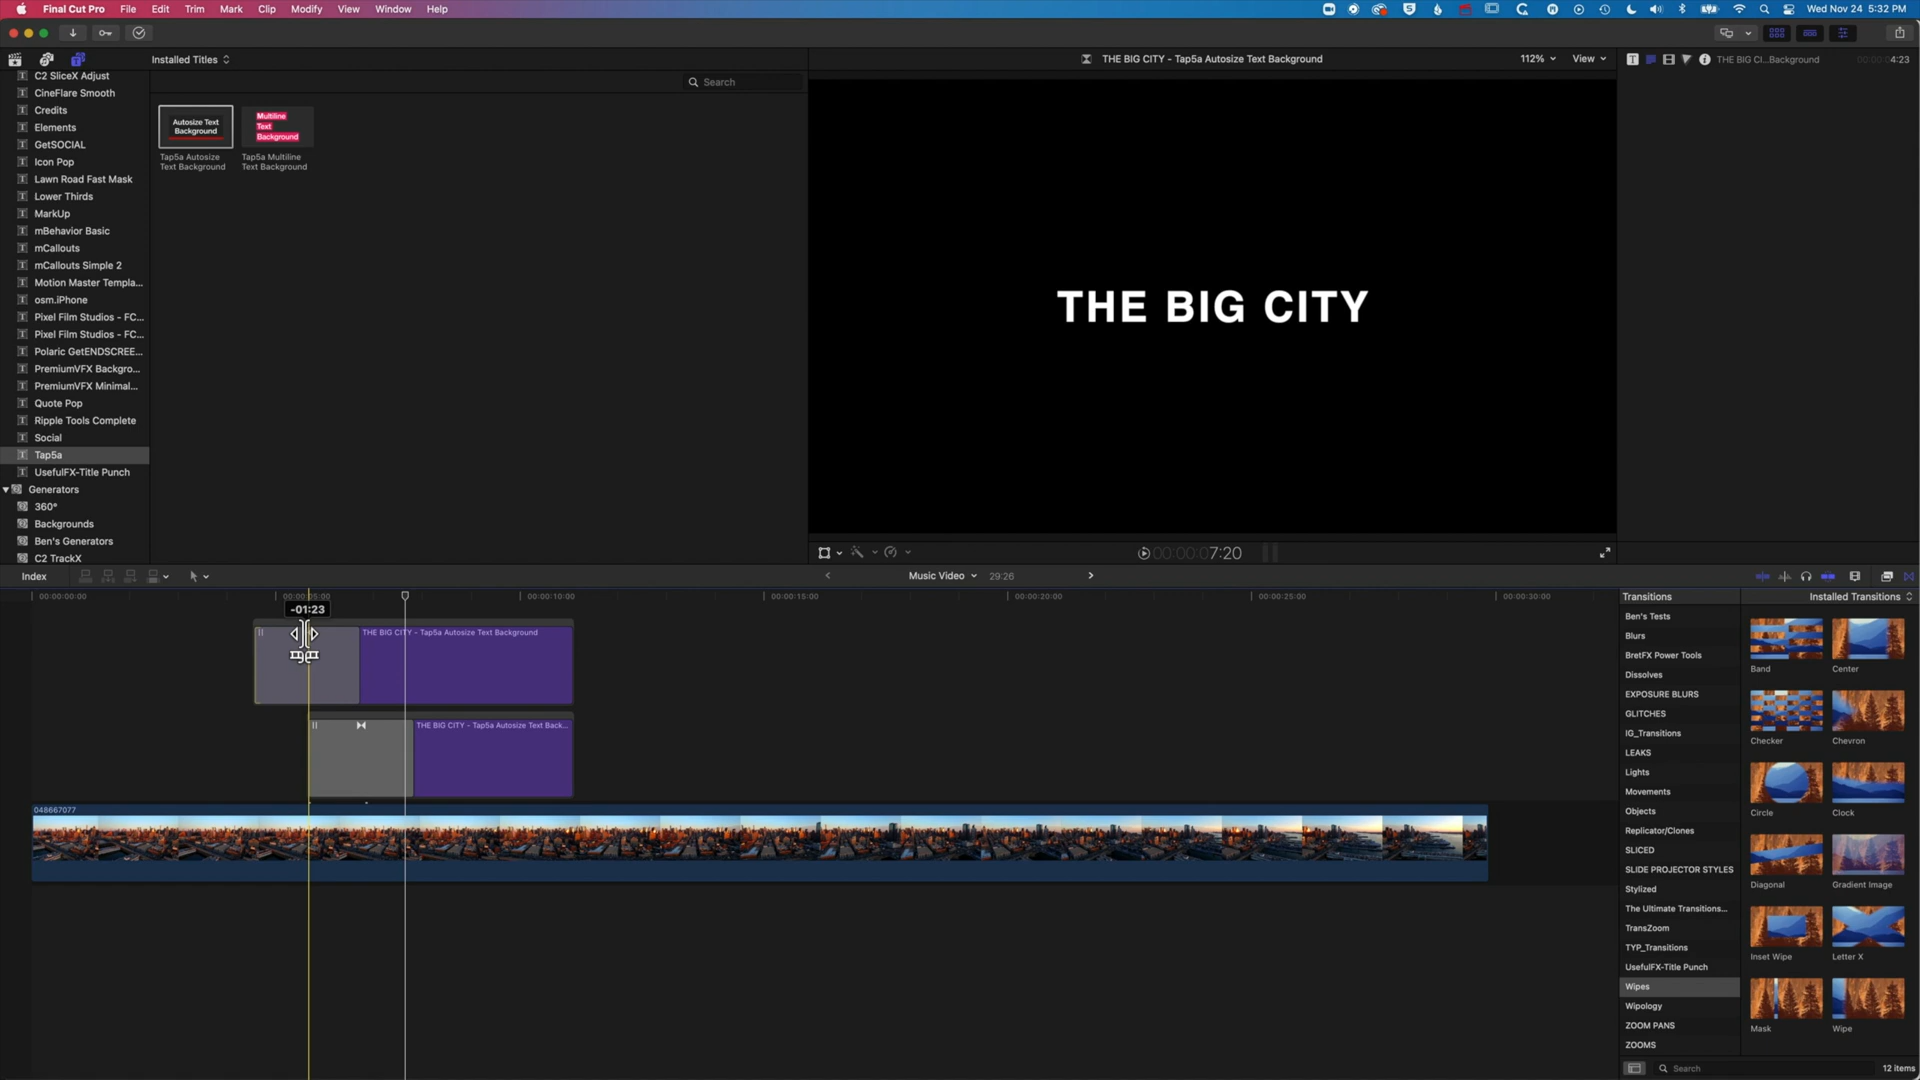 Final Cut Pro File Edit Trim Mark Clip Modify View Window Help
Wed Nov 24 5:32 PM
Installed Titles
Search
C2 SliceX Adjust
CineFlare Smooth
Credits
Elements
GetSOCIAL
Icon Pop
Lawn Road Fast Mask
Lower Thirds
MarkUp
mBehavior Basic
mCallouts
mCallouts Simple 2
Motion Master Templa...
osm.iPhone
Pixel Film Studios - FC...
Pixel Film Studios - FC...
Polaric GetENDSCREE...
PremiumVFX Backgro...
PremiumVFX Minimal...
Quote Pop
Ripple Tools Complete
Social
Tap5a
UsefulFX-Title Punch
Generators
360°
Backgrounds
Ben's Generators
C2 TrackX
Autosize Text
Background
Tap5a Autosize
Text Background
Multiline
Text
Background
Tap5a Multiline
Text Background
THE BIG CITY - Tap5a Autosize Text Background
112%
View
THE BIG CITY
00:00:07:20
THE BIG CI...Background
00:00:04:23
Index
Music Video
29:26
00:00:00:00
00:00:05:00
00:00:10:00
00:00:15:00
00:00:20:00
00:00:25:00
00:00:30:00
-01:23
THE BIG CITY - Tap5a Autosize Text Background
THE BIG CITY - Tap5a Autosize Text Back...
048667077
Transitions
Installed Transitions
Ben's Tests
Blurs
BretFX Power Tools
Dissolves
EXPOSURE BLURS
GLITCHES
IG_Transitions
LEAKS
Lights
Movements
Objects
Replicator/Clones
SLICED
SLIDE PROJECTOR STYLES
Stylized
The Ultimate Transitions...
TransZoom
TYP_Transitions
UsefulFX-Title Punch
Wipes
Wipology
ZOOM PANS
ZOOMS
Band
Center
Checker
Chevron
Circle
Clock
Diagonal
Gradient Image
Inset Wipe
Letter X
Mask
Wipe
Search
12 items